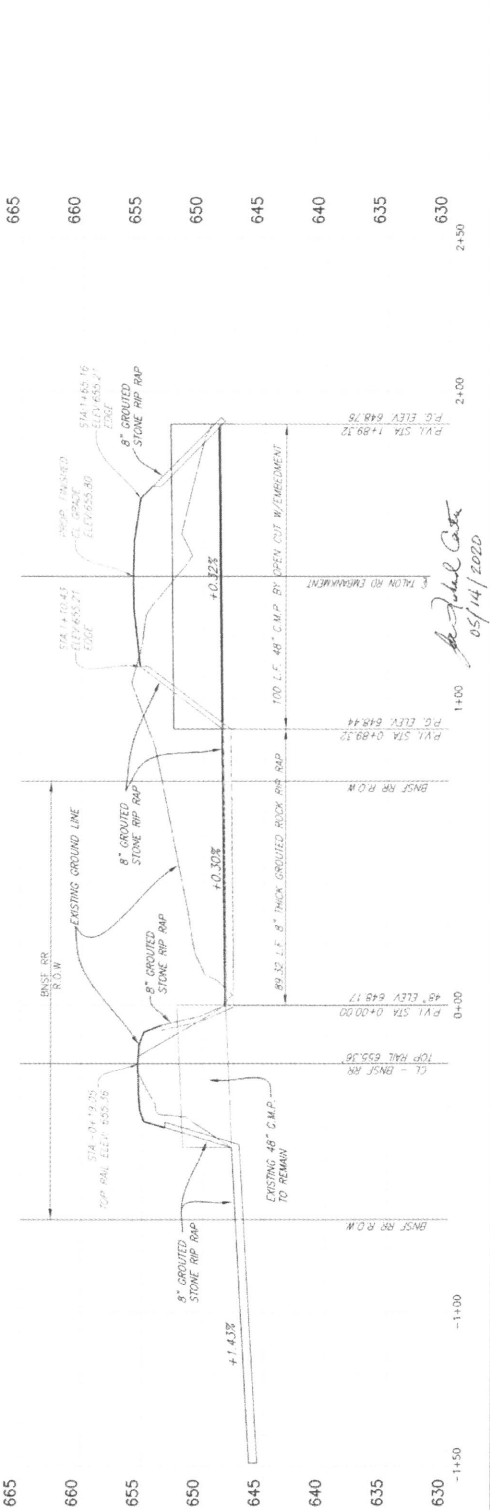 665
660
655
650
645
640
635
630
-1+50
-1+00
0+00
1+00
2+00
2+50
665
660
655
650
645
640
635
630
BNSF RR
R.O.W
EXISTING GROUND LINE
STA:-0+19.05
TOP RAIL ELEV: 655.36
8" GROUTED
STONE RIP RAP
8" GROUTED
STONE RIP RAP
8" GROUTED
STONE RIP RAP
STA:1+10.43
ELEV:655.21
EDGE
PROP. FINISHED
CL GRADE
ELEV:655.80
STA:1+65.16
ELEV:655.21
EDGE
8" GROUTED
STONE RIP RAP
+1.43%
+0.30%
+0.32%
EXISTING 48" C.M.P.
TO REMAIN
89.32 L.F. 8" THICK GROUTED ROCK RIP RAP
100 L.F. 48" C.M.P. BY OPEN CUT W/EMBEDMENT
BNSF RR R.O.W
CL - BNSF RR
TOP RAIL 655.36'
P.V.I. STA 0+00.00
48" ELEV 648.17
BNSF RR R.O.W
P.V.I. STA 0+89.32
P.G. ELEV. 648.44
℄ TALON RD EMBANKMENT
P.V.I. STA 1+89.32
P.G. ELEV. 648.76
05/14/2020